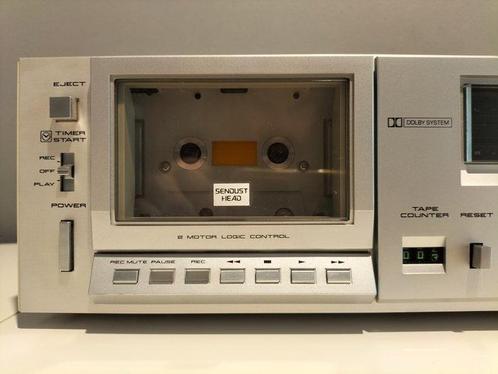 EJECT
TIMER
START
REC
OFF
PLAY
POWER
SENDUST
HEAD
2 MOTOR LOGIC CONTROL
REC MUTE
PAUSE
REC
DOLBY SYSTEM
TAPE
COUNTER
RESET